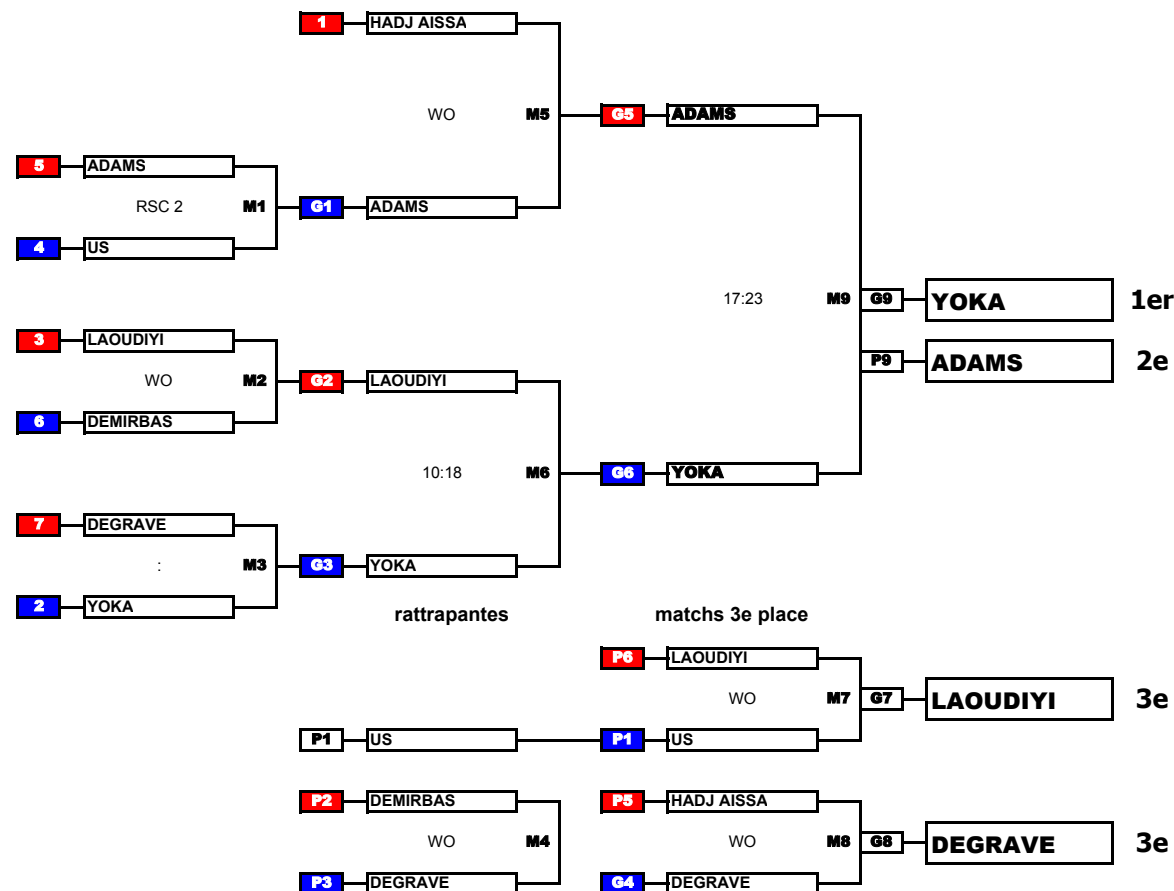 1 HADJ AISSA
WO M5 G5 ADAMS
5 ADAMS
RSC 2 M1 G1 ADAMS
4 US
17:23 M9 G9 YOKA 1er
3 LAOUDIYI
P9 ADAMS 2e
WO M2 G2 LAOUDIYI
6 DEMIRBAS
10:18 M6 G6 YOKA
7 DEGRAVE
: M3 G3 YOKA
2 YOKA
rattrapantes matchs 3e place
P6 LAOUDIYI
WO M7 G7 LAOUDIYI 3e
P1 US P1 US
P2 DEMIRBAS P5 HADJ AISSA
WO M4 WO M8 G8 DEGRAVE 3e
P3 DEGRAVE G4 DEGRAVE